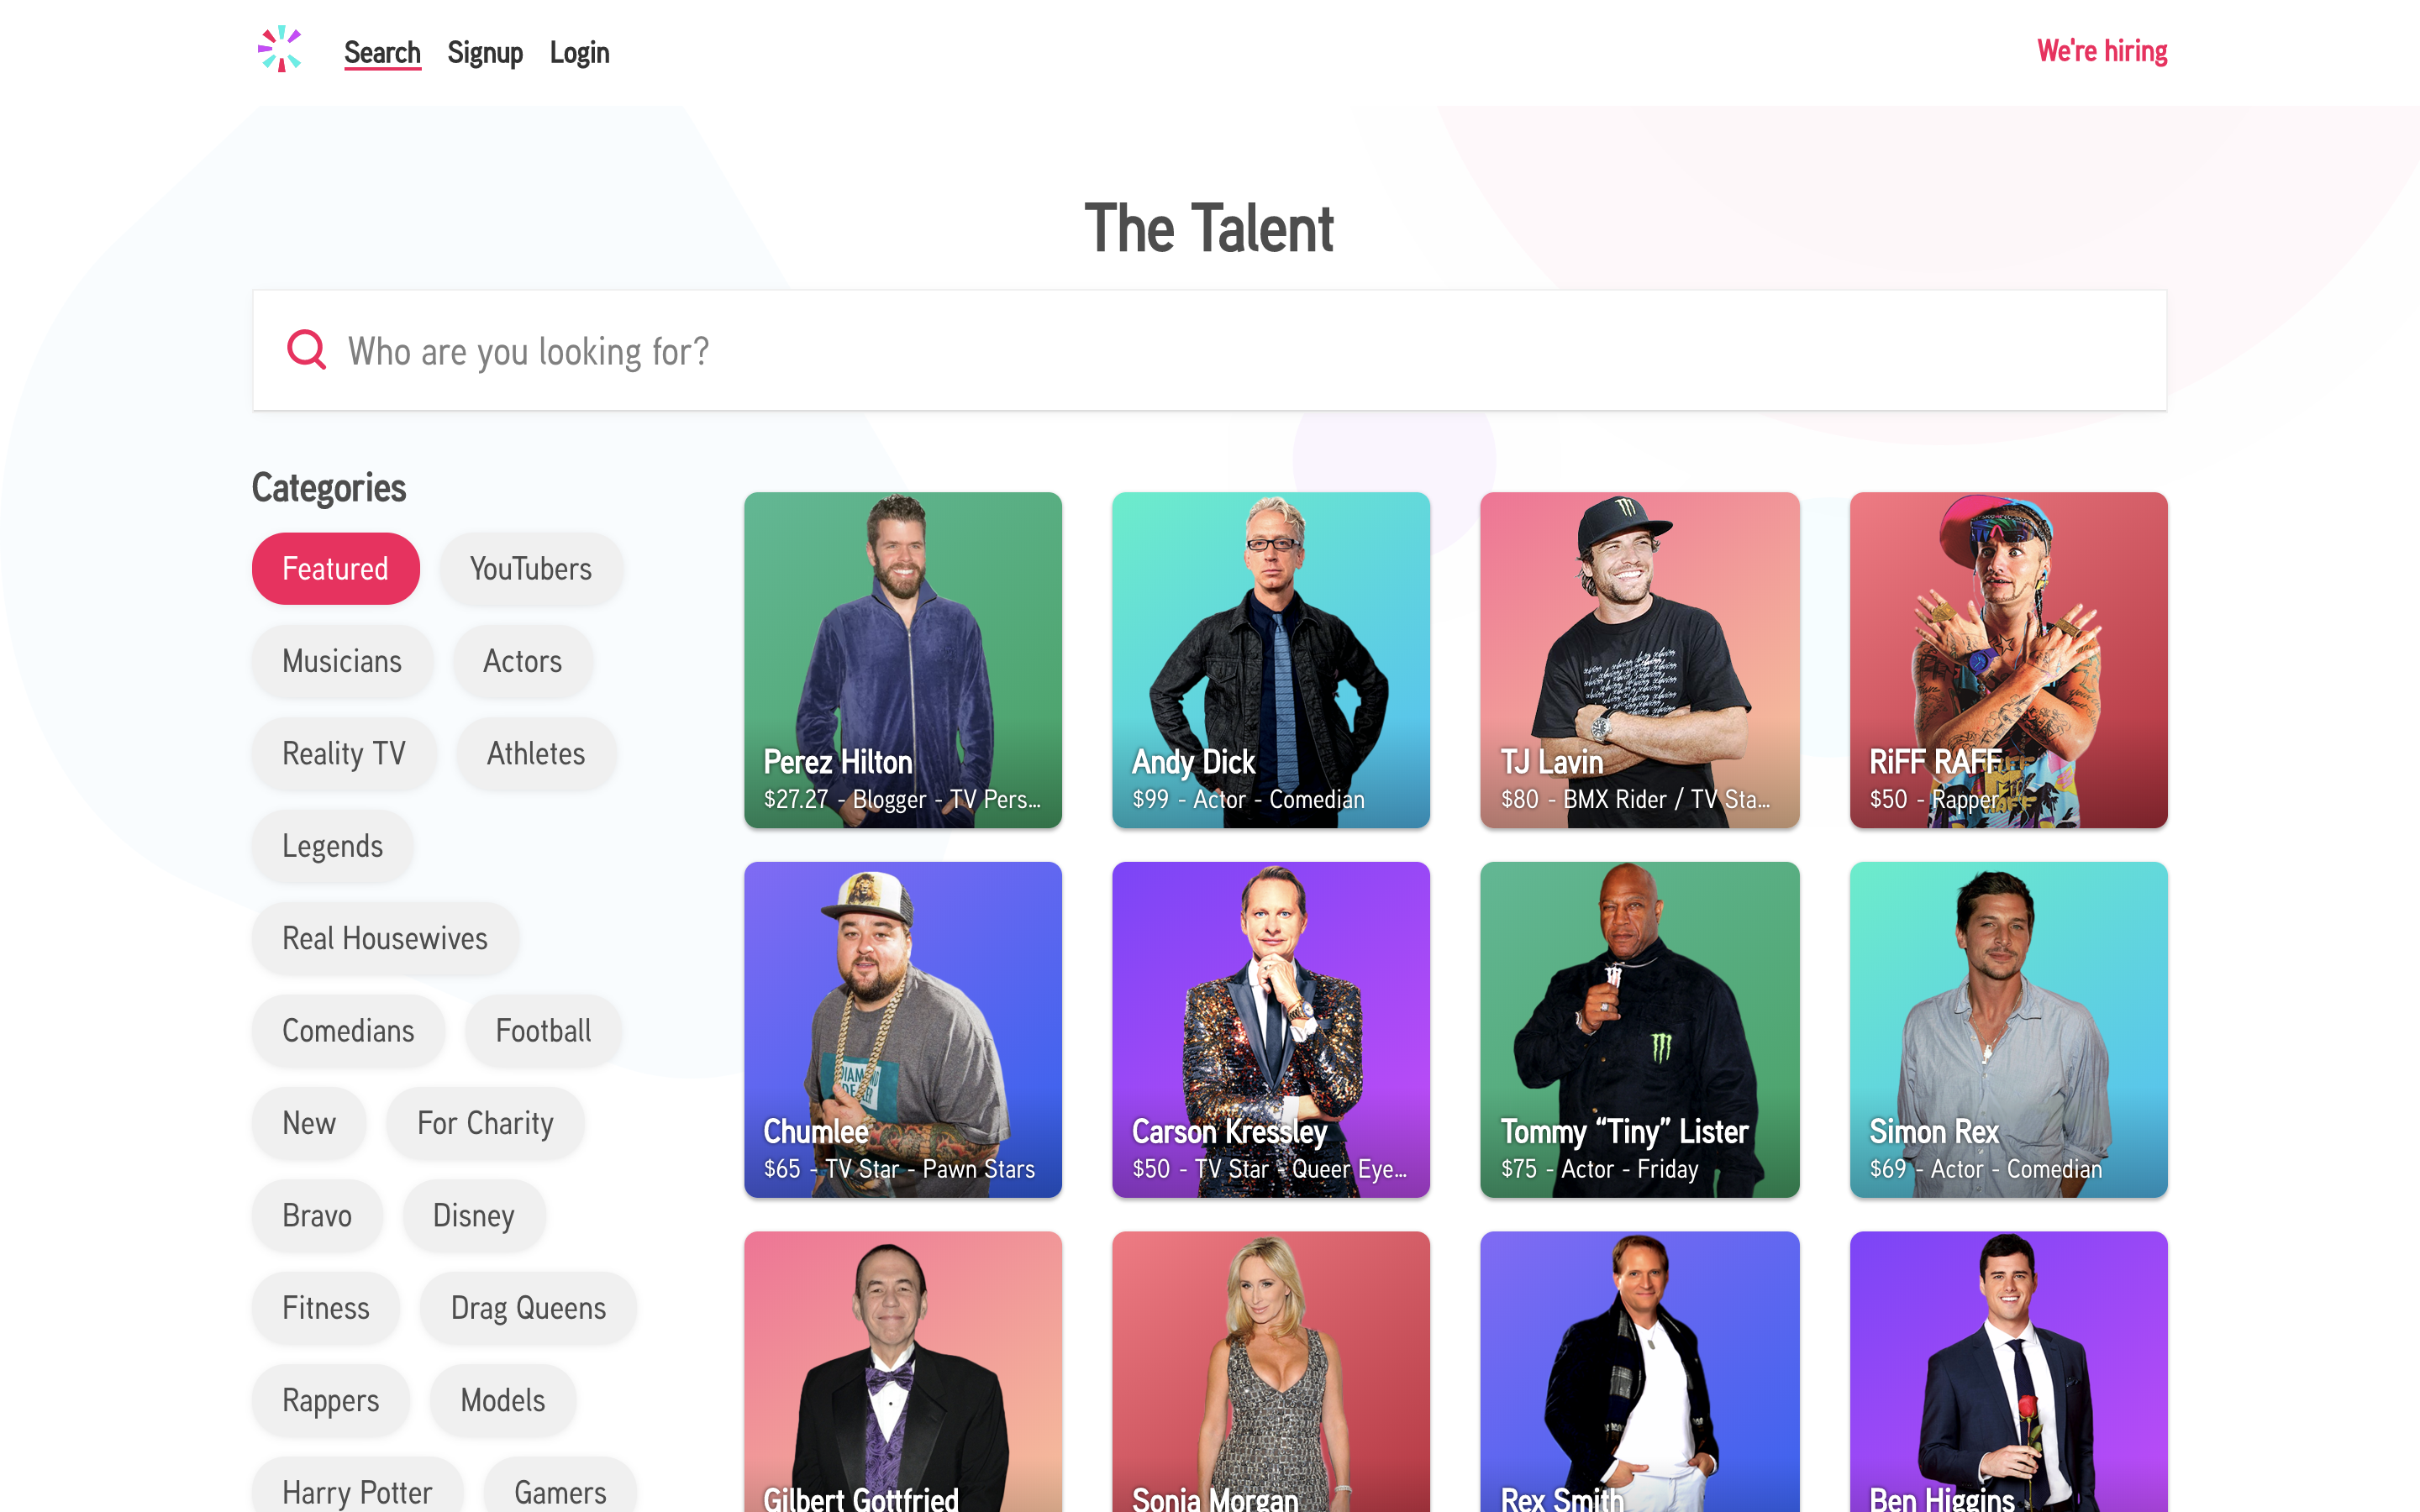 Search Signup Login
We're hiring
The Talent
Who are you looking for?
Categories
Featured YouTubers
Musicians Actors
Reality TV Athletes
Legends
Real Housewives
Comedians Football
New For Charity
Bravo Disney
Fitness Drag Queens
Rappers Models
Harry Potter Gamers
Perez Hilton
$27.27 - Blogger - TV Pers...
Andy Dick
$99 - Actor - Comedian
TJ Lavin
$80 - BMX Rider / TV Sta...
RiFF RAFF
$50 - Rapper
Chumlee
$65 - TV Star - Pawn Stars
Carson Kressley
$50 - TV Star - Queer Eye...
Tommy “Tiny” Lister
$75 - Actor - Friday
Simon Rex
$69 - Actor - Comedian
Gilbert Gottfried
Sonja Morgan
Rex Smith
Ben Higgins